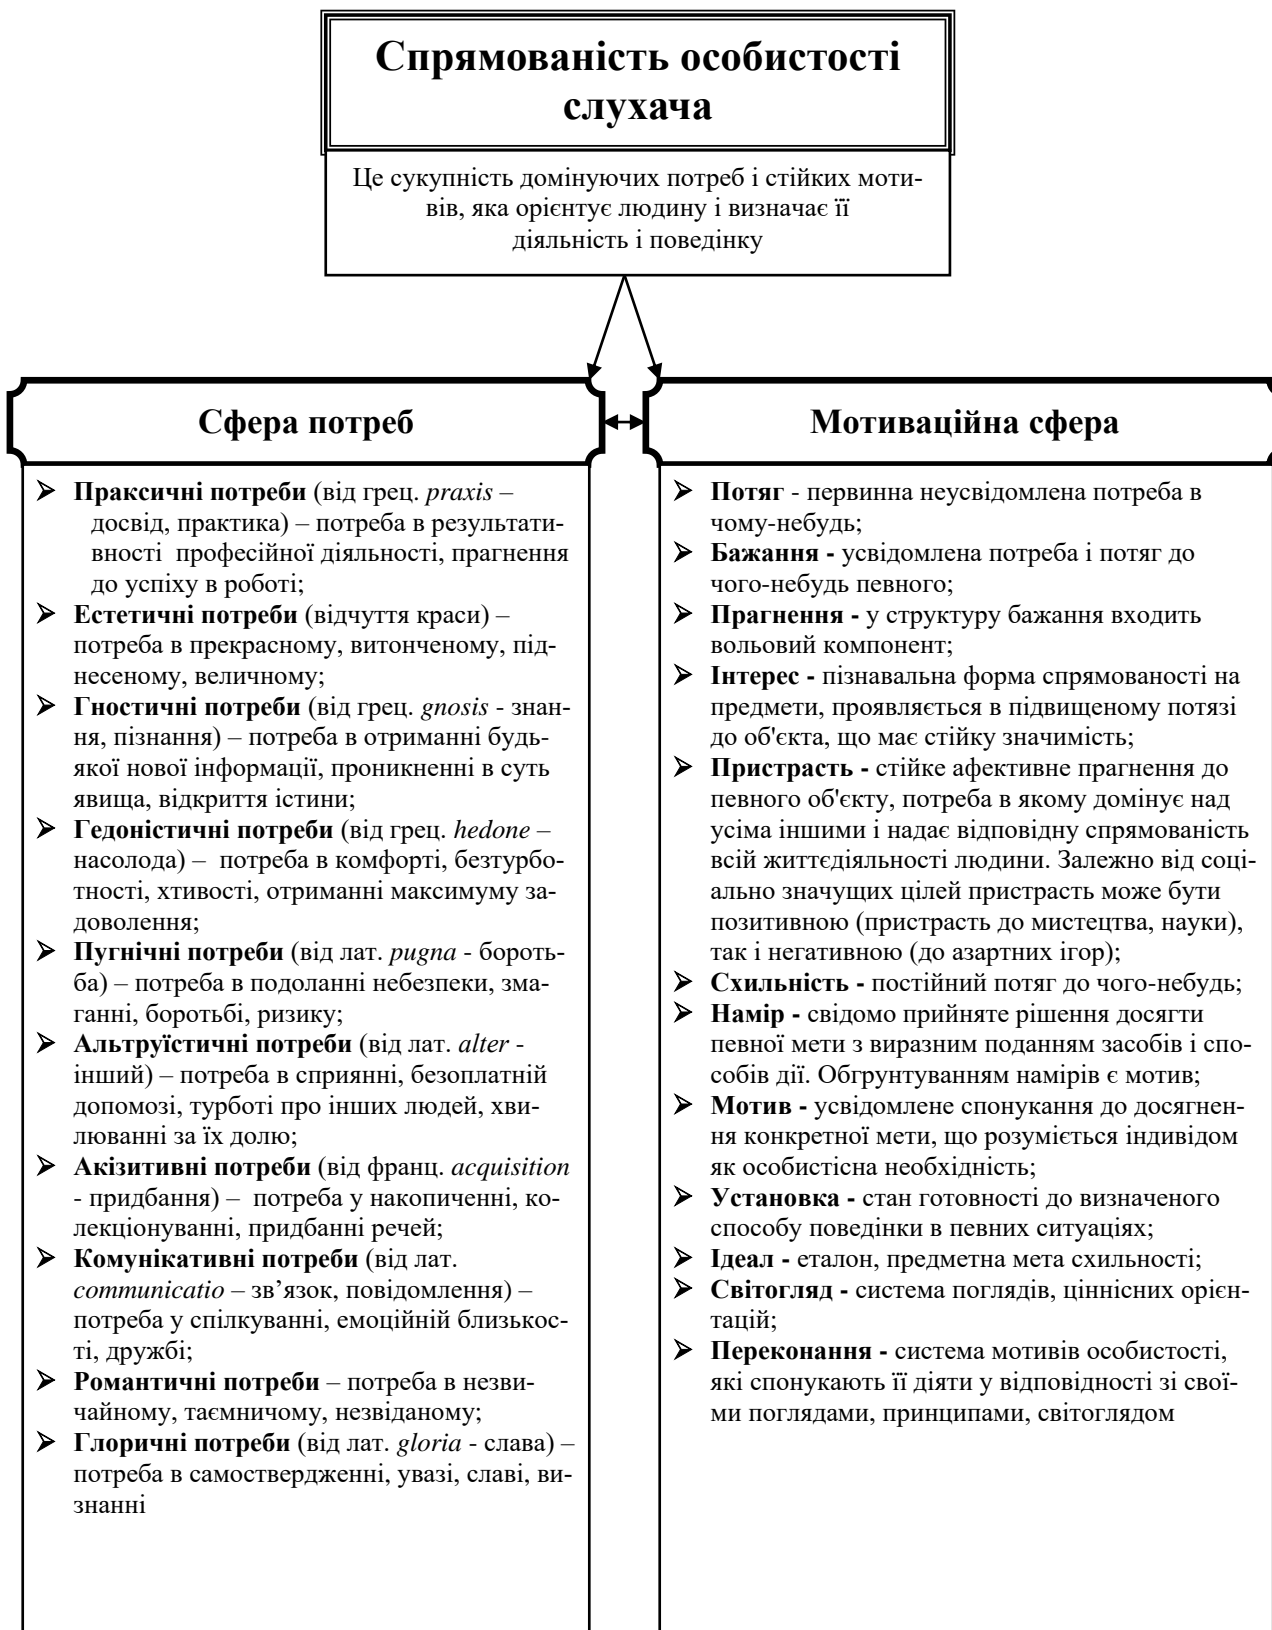 Спрямованість особистості
слухача
Це сукупність домінуючих потреб і стійких моти-
вів, яка орієнтує людину і визначає її
діяльність і поведінку
Сфера потреб
➢ Праксичні потреби (від грец. praxis –
досвід, практика) – потреба в результати-
вності професійної діяльності, прагнення
до успіху в роботі;
➢ Естетичні потреби (відчуття краси) –
потреба в прекрасному, витонченому, під-
несеному, величному;
➢ Гностичні потреби (від грец. gnosis - знан-
ня, пізнання) – потреба в отриманні будь-
якої нової інформації, проникненні в суть
явища, відкриття істини;
➢ Гедоністичні потреби (від грец. hedone –
насолода) – потреба в комфорті, безтурбо-
тності, хтивості, отриманні максимуму за-
доволення;
➢ Пугнічні потреби (від лат. pugna - бороть-
ба) – потреба в подоланні небезпеки, зма-
ганні, боротьбі, ризику;
➢ Альтруїстичні потреби (від лат. alter -
інший) – потреба в сприянні, безоплатній
допомозі, турботі про інших людей, хви-
люванні за їх долю;
➢ Акізитивні потреби (від франц. acquisition
- придбання) – потреба у накопиченні, ко-
лекціонуванні, придбанні речей;
➢ Комунікативні потреби (від лат.
communicatio – зв’язок, повідомлення) –
потреба у спілкуванні, емоційній близькос-
ті, дружбі;
➢ Романтичні потреби – потреба в незви-
чайному, таємничому, незвіданому;
➢ Глоричні потреби (від лат. gloria - слава) –
потреба в самоствердженні, увазі, славі, ви-
знанні
Мотиваційна сфера
➢ Потяг - первинна неусвідомлена потреба в
чому-небудь;
➢ Бажання - усвідомлена потреба і потяг до
чого-небудь певного;
➢ Прагнення - у структуру бажання входить
вольовий компонент;
➢ Інтерес - пізнавальна форма спрямованості на
предмети, проявляється в підвищеному потязі
до об'єкта, що має стійку значимість;
➢ Пристрасть - стійке афективне прагнення до
певного об'єкту, потреба в якому домінує над
усіма іншими і надає відповідну спрямованість
всій життєдіяльності людини. Залежно від соці-
ально значущих цілей пристрасть може бути
позитивною (пристрасть до мистецтва, науки),
так і негативною (до азартних ігор);
➢ Схильність - постійний потяг до чого-небудь;
➢ Намір - свідомо прийняте рішення досягти
певної мети з виразним поданням засобів і спо-
собів дії. Обгрунтуванням намірів є мотив;
➢ Мотив - усвідомлене спонукання до досягнен-
ня конкретної мети, що розуміється індивідом
як особистісна необхідність;
➢ Установка - стан готовності до визначеного
способу поведінки в певних ситуаціях;
➢ Ідеал - еталон, предметна мета схильності;
➢ Світогляд - система поглядів, ціннісних орієн-
тацій;
➢ Переконання - система мотивів особистості,
які спонукають її діяти у відповідності зі свої-
ми поглядами, принципами, світоглядом